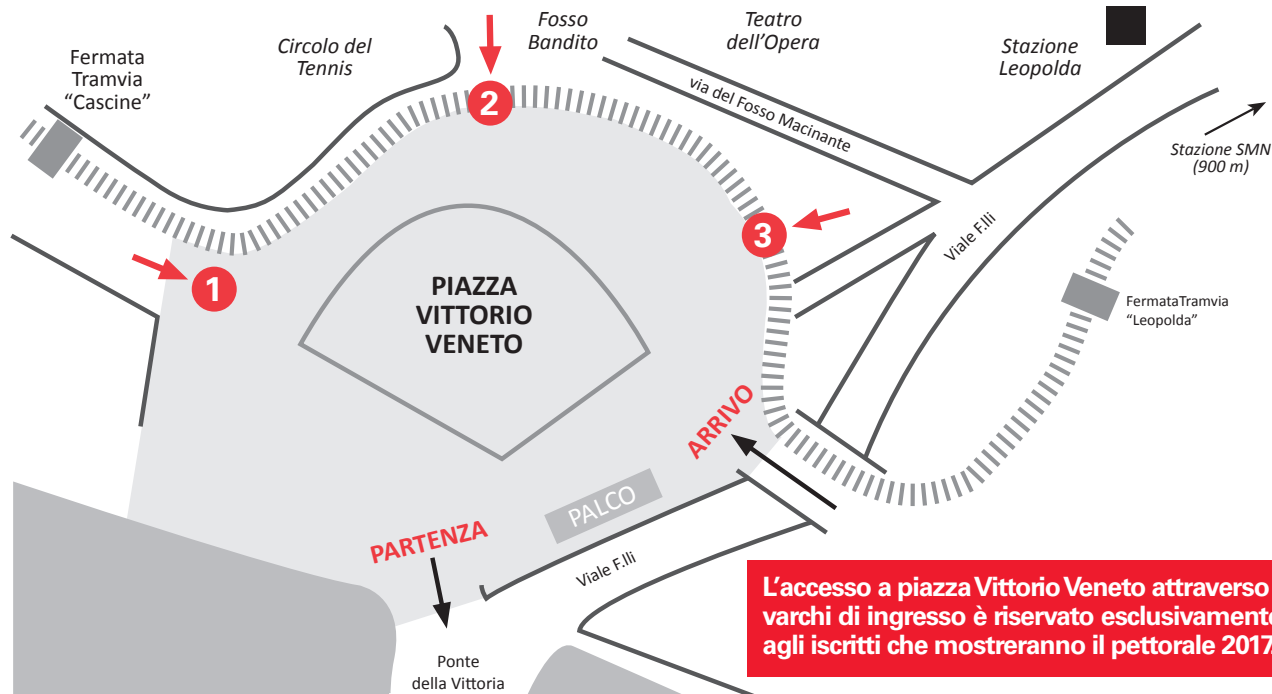 Fermata
Tramvia
“Cascine”
Circolo del
Tennis
2
Fosso
Bandito
Teatro
dell’Opera
Stazione
Leopolda
via del Fosso Macinante
Stazione SMN
(900 m)
1
3
Viale F.lli
PIAZZA
VITTORIO
VENETO
FermataTramvia
“Leopolda”
ARRIVO
PALCO
PARTENZA
Viale F.lli
Ponte
della Vittoria
L’accesso a piazza Vittorio Veneto attraverso
varchi di ingresso è riservato esclusivamente
agli iscritti che mostreranno il pettorale 2017.